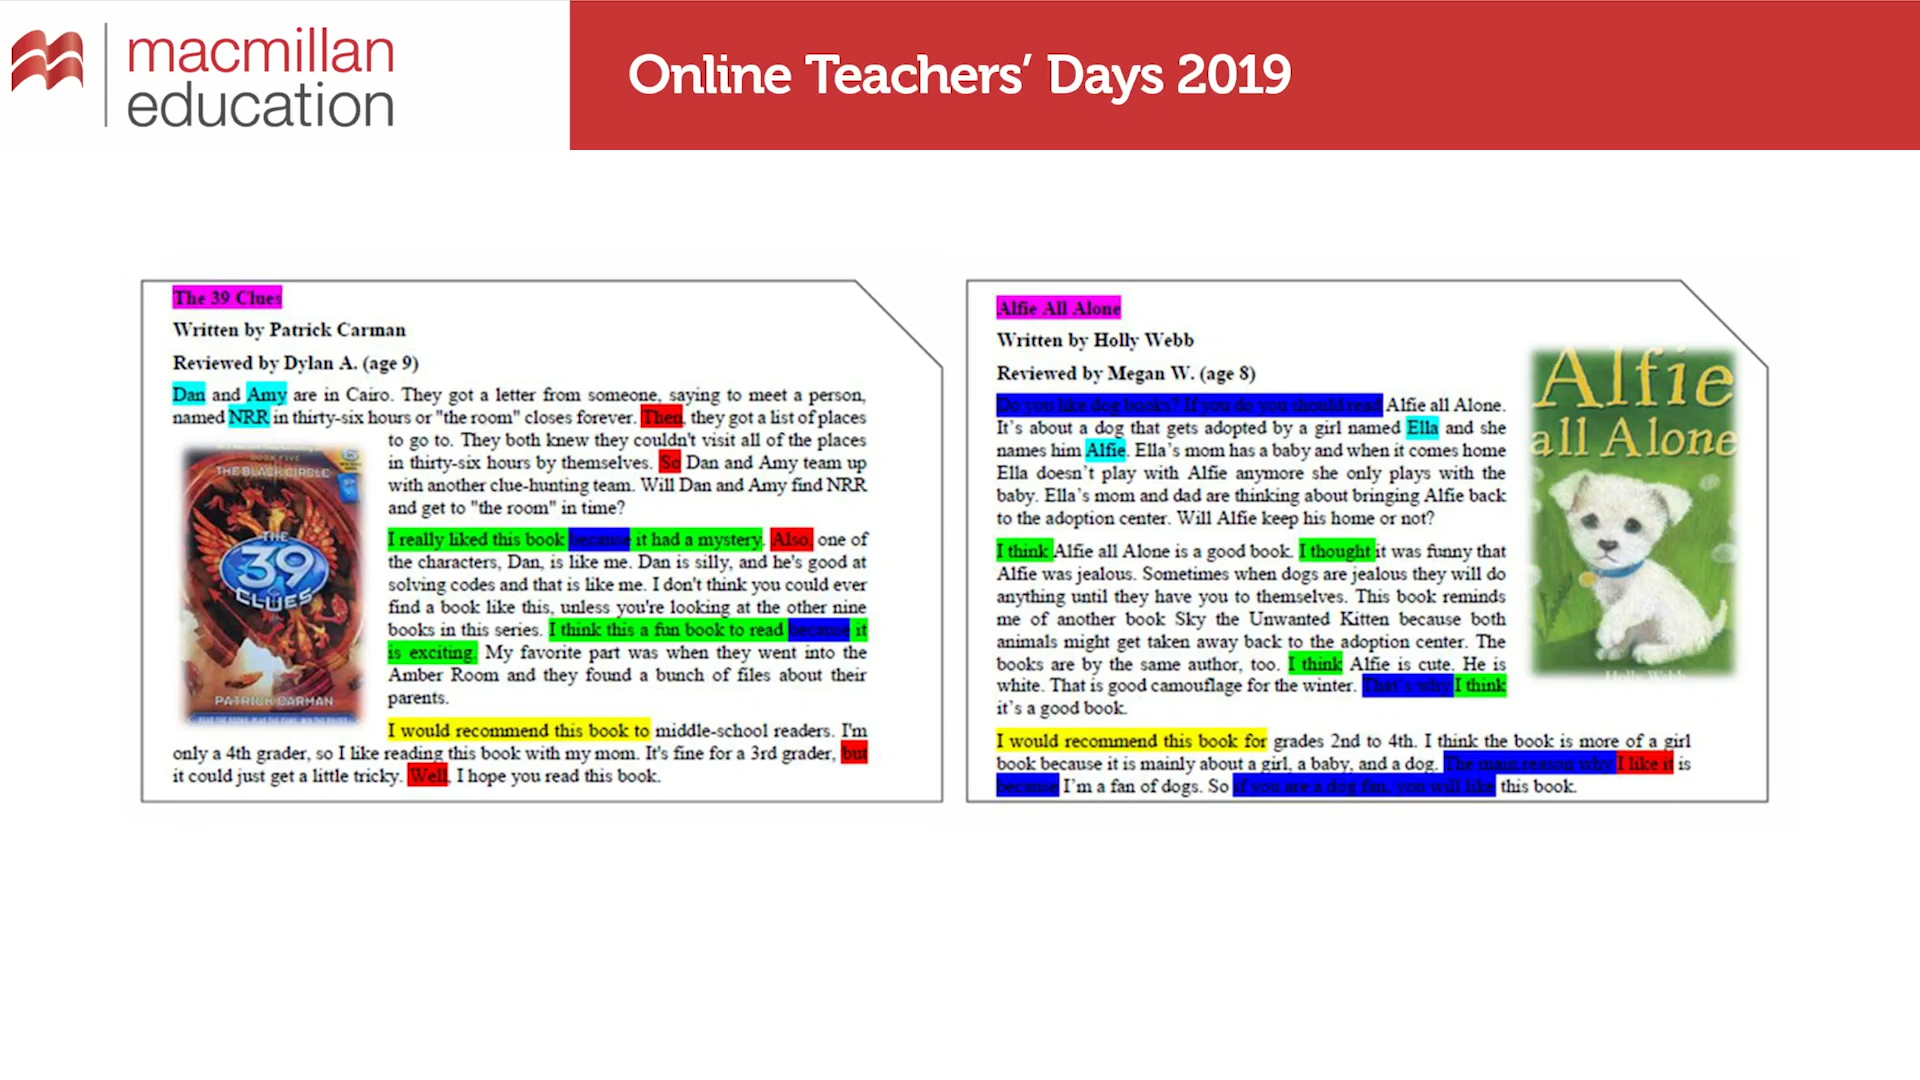 macmillan
education
Online Teachers' Days 2019
The 39 Clues
Written by Patrick Carman
Reviewed by Dylan A. (age 9)
Dan and Amy are in Cairo. They got a letter from someone, saying to meet a person,
named NRR in thirty-six hours or "the room" closes forever. Then, they got a list of places
to go to. They both knew they couldn't visit all of the places
in thirty-six hours by themselves. So Dan and Amy team up
with another clue-hunting team. Will Dan and Amy find NRR
and get to "the room" in time?
I really liked this book because it had a mystery. Also, one of
the characters, Dan, is like me. Dan is silly, and he's good at
solving codes and that is like me. I don't think you could ever
find a book like this, unless you're looking at the other nine
books in this series. I think this a fun book to read because it
is exciting. My favorite part was when they went into the
Amber Room and they found a bunch of files about their
parents.
I would recommend this book to middle-school readers. I'm
only a 4th grader, so I like reading this book with my mom. It's fine for a 3rd grader, but
it could just get a little tricky. Well, I hope you read this book.
BOOK FIVE
THE BLACK CIRCLE
THE
39
CLUES
PATRICK CARMAN
Alfie All Alone
Written by Holly Webb
Reviewed by Megan W. (age 8)
Do you like dog books? If you do you should read Alfie all Alone.
It's about a dog that gets adopted by a girl named Ella and she
names him Alfie. Ella's mom has a baby and when it comes home
Ella doesn't play with Alfie anymore she only plays with the
baby. Ella's mom and dad are thinking about bringing Alfie back
to the adoption center. Will Alfie keep his home or not?
I think Alfie all Alone is a good book. I thought it was funny that
Alfie was jealous. Sometimes when dogs are jealous they will do
anything until they have you to themselves. This book reminds
me of another book Sky the Unwanted Kitten because both
animals might get taken away back to the adoption center. The
books are by the same author, too. I think Alfie is cute. He is
white. That is good camouflage for the winter. That's why I think
it's a good book.
I would recommend this book for grades 2nd to 4th. I think the book is more of a girl
book because it is mainly about a girl, a baby, and a dog. The main reason why I like it is
because I'm a fan of dogs. So if you are a dog fan, you will like this book.
Alfie
all Alone
Holly Webb